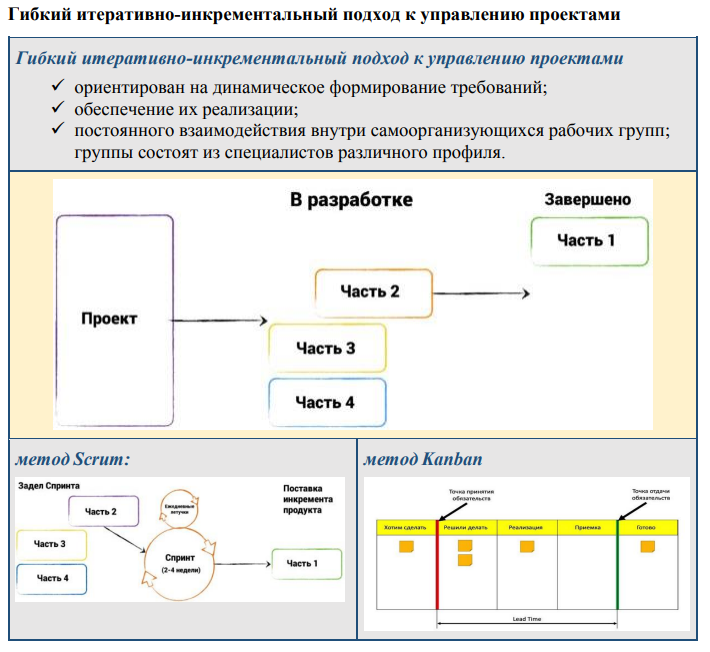 Гибкий итеративно-инкрементальный подход к управлению проектами
Гибкий итеративно-инкрементальный подход к управлению проектами
✓ ориентирован на динамическое формирование требований;
✓ обеспечение их реализации;
✓ постоянного взаимодействия внутри самоорганизующихся рабочих групп;
группы состоят из специалистов различного профиля.
В разработке
Завершено
Часть 1
Часть 2
Проект
Часть 3
Часть 4
метод Scrum:
Задел Спринта
Поставка
инкремента
продукта
Ежедневные
летучки
Часть 2
Часть 3
Спринт
(2-4 недели)
Часть 1
Часть 4
метод Kanban
Точка принятия
обязательств
Точка отдачи
обязательств
Хотим сделать
Решили делать
Реализация
Приемка
Готово
Lead Time